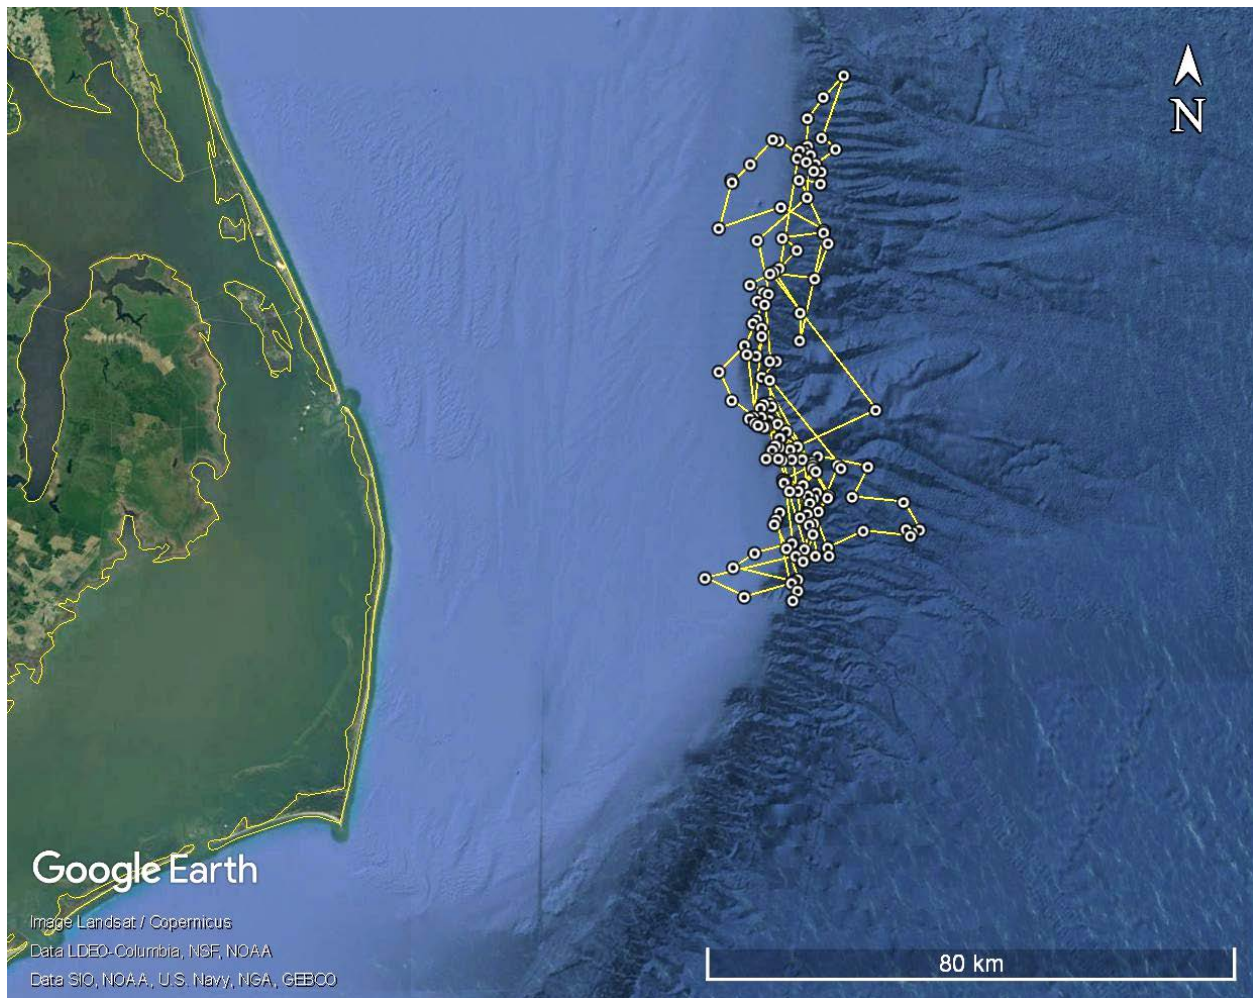 N
Google Earth
Image Landsat / Copernicus
Data LDEO-Columbia, NSF, NOAA
Data SIO, NOAA, U.S. Navy, NGA, GEBCO
80 km